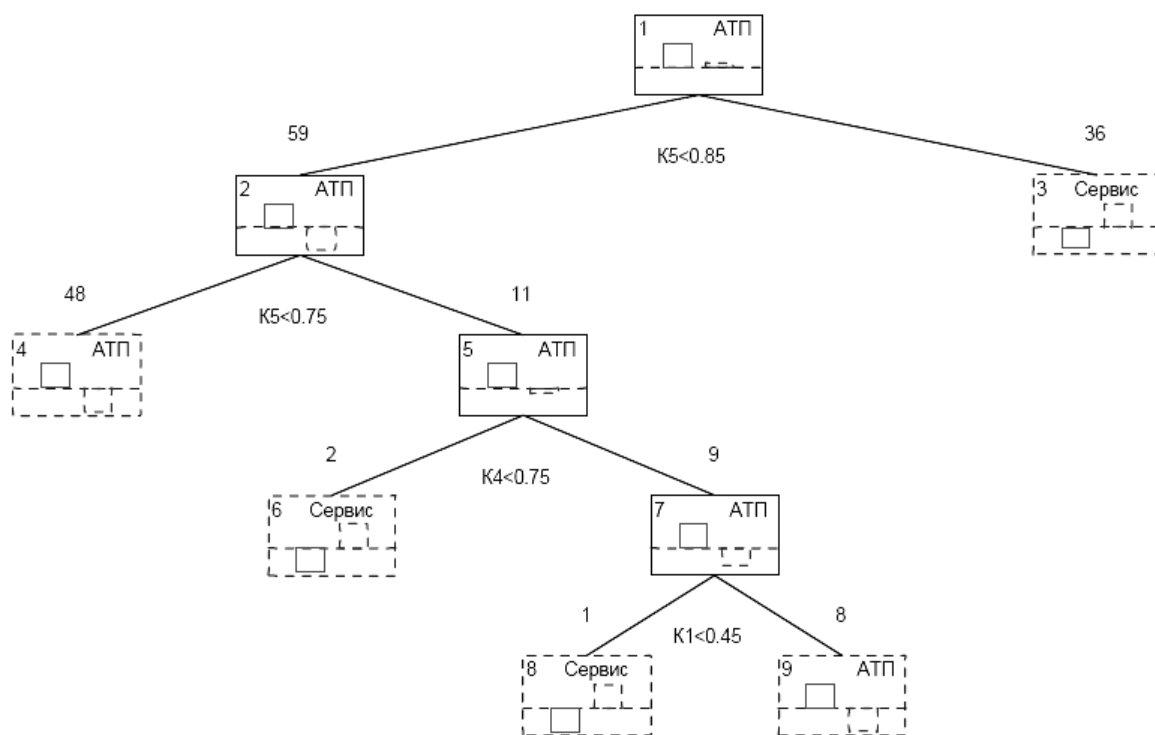 1 АТП
59 36
К5<0.85
2 АТП
3 Сервис
48 11
К5<0.75
4 АТП
5 АТП
2 9
К4<0.75
6 Сервис
7 АТП
1 8
К1<0.45
8 Сервис
9 АТП